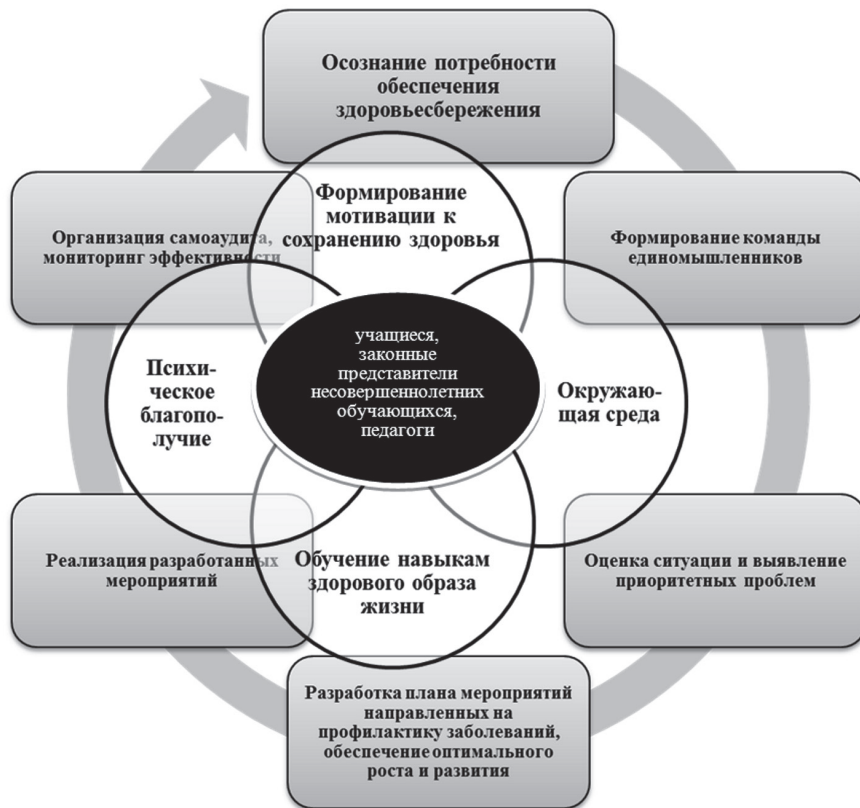 Осознание потребности
обеспечения
здоровьесбережения
Формирование
мотивации к
сохранению здоровья
Организация самоаудита,
мониторинг эффективности
Формирование команды
единомышленников
учащиеся,
законные
представители
несовершеннолетних
обучающихся,
педагоги
Психи-
ческое
благопо-
лучие
Окружаю-
щая среда
Реализация разработанных
мероприятий
Обучение навыкам
здорового образа
жизни
Оценка ситуации и выявление
приоритетных проблем
Разработка плана мероприятий
направленных на
профилактику заболеваний,
обеспечение оптимального
роста и развития